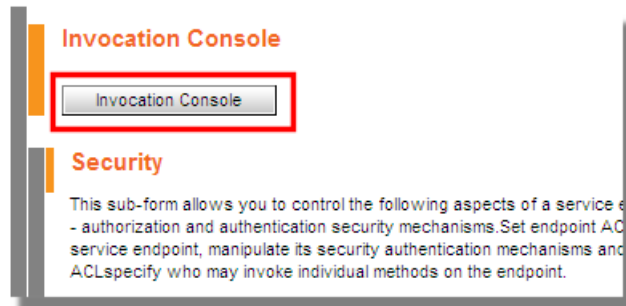 Invocation Console
Invocation Console
Security
This sub-form allows you to control the following aspects of a service
- authorization and authentication security mechanisms.Set endpoint AC
service endpoint, manipulate its security authentication mechanisms and
ACLspecify who may invoke individual methods on the endpoint.